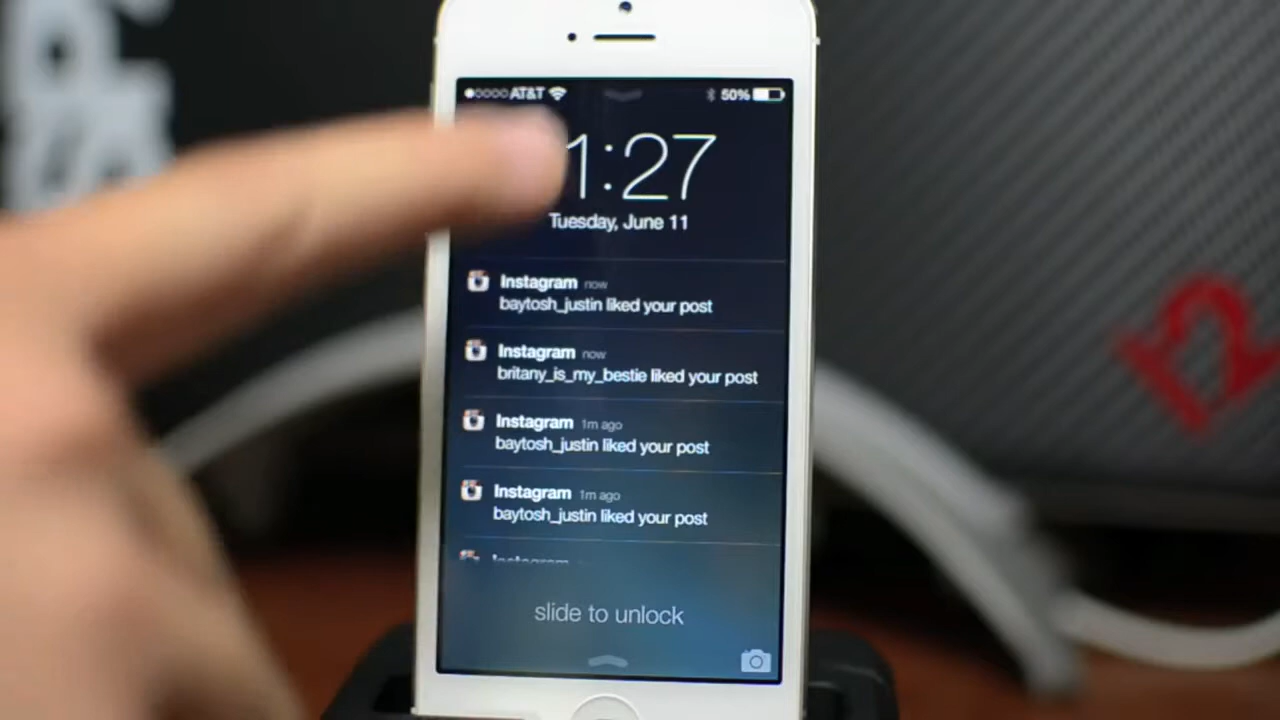 AT&T 50%
1:27
Tuesday, June 11
Instagram now
baytosh_justin liked your post
Instagram now
britany_is_my_bestie liked your post
Instagram 1m ago
baytosh_justin liked your post
Instagram 1m ago
baytosh_justin liked your post
Instagram
slide to unlock